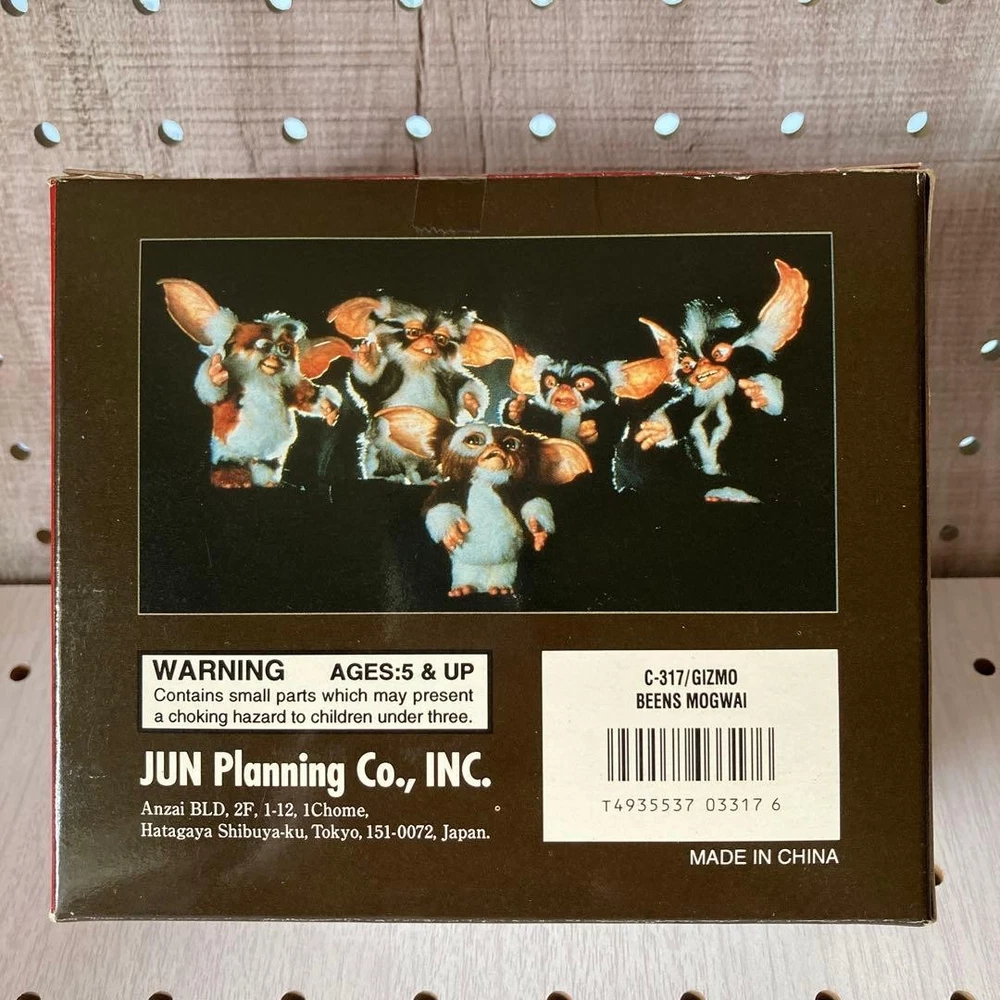 WARNING AGES:5 & UP
Contains small parts which may present
a choking hazard to children under three.
JUN Planning Co., INC.
Anzai BLD, 2F, 1-12, 1Chome,
Hatagaya Shibuya-ku, Tokyo, 151-0072, Japan.
C-317/GIZMO
BEENS MOGWAI
T4935537 03317 6
MADE IN CHINA